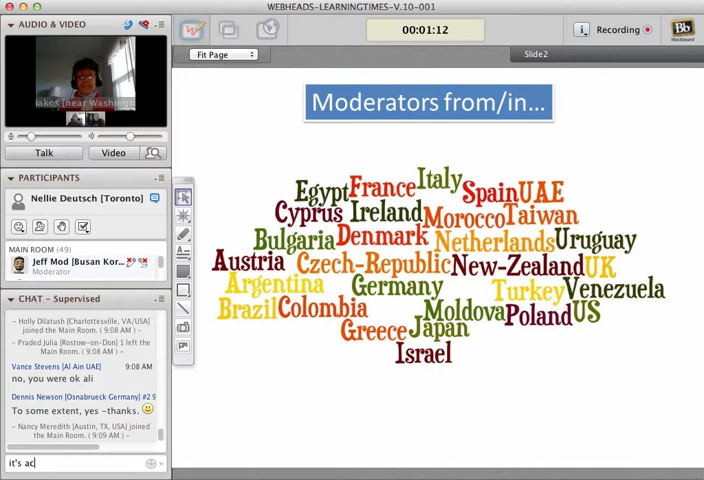 WEBHEADS-LEARNINGTIMES-V.10-001
AUDIO & VIDEO
akos [near Washingt
Talk
Video
PARTICIPANTS
Nellie Deutsch [Toronto]
MAIN ROOM (49)
Jeff Mod [Busan Kor...
Moderator
CHAT - Supervised
- Holly Dilatush [Charlottesville, VA/USA]
joined the Main Room. ( 9:08 AM ) -
- Praded Julia [Rostow-on-Don] 1 left the
Main Room. ( 9:08 AM ) -
Vance Stevens [Al Ain UAE] 9:08 AM
no, you were ok ali
Dennis Newson [Osnabrueck Germany] #2 9
To some extent, yes -thanks.
- Nancy Meredith [Austin, TX, USA] joined
the Main Room. ( 9:09 AM ) -
it's ac
00:01:12
i
Recording
Bb
Fit Page
Slide2
Moderators from/in...
Egypt France Italy Spain UAE
Cyprus Ireland Morocco Taiwan
Bulgaria Denmark Netherlands Uruguay
Austria Czech-Republic New-Zealand UK
Argentina Germany Turkey Venezuela
Brazil Colombia Moldova Poland US
Greece Japan
Israel